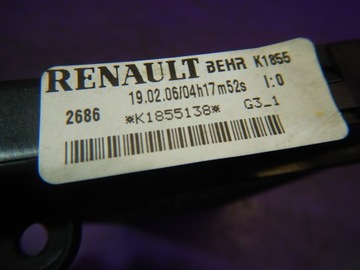 RENAULT BEHR K1855
19.02.06/04h17m52s I:0
2686 *K1855138* G3_1